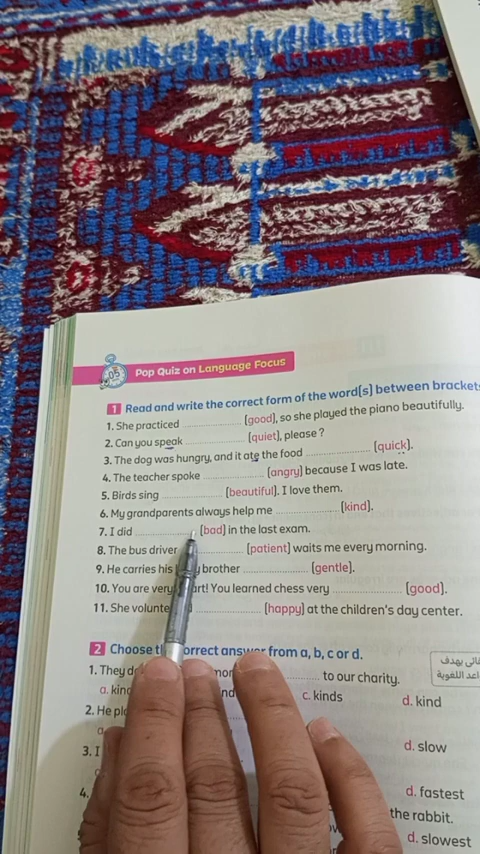 05
Pop Quiz on Language Focus
1 Read and write the correct form of the word(s) between brackets
1. She practiced .................. (good), so she played the piano beautifully.
2. Can you speak .................. (quiet), please ?
3. The dog was hungry, and it ate the food .................. (quick).
4. The teacher spoke .................. (angry) because I was late.
5. Birds sing .................. (beautiful). I love them.
6. My grandparents always help me .................. (kind).
7. I did .................. (bad) in the last exam.
8. The bus driver .................. (patient) waits me every morning.
9. He carries his brother .................. (gentle).
10. You are very You learned chess very .................. (good).
11. She .................. (happy) at the children's day center.
2 Choose the correct answer from a, b, c or d.
1. They .................. to our charity.
a. c. kinds d. kind
2. He
3. I
d. slow
4.
d. fastest
the rabbit.
d. slowest